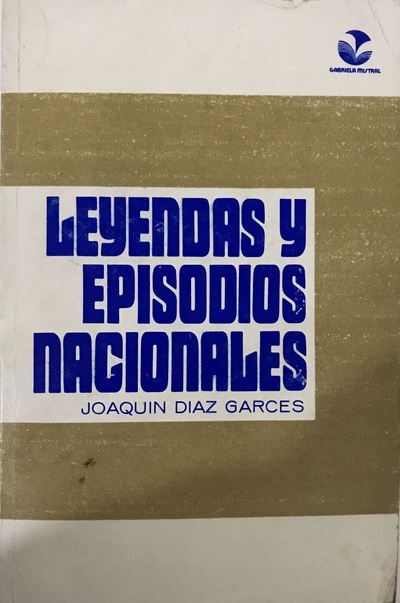 GABRIELA MISTRAL
LEYENDAS Y
EPISODIOS
NACIONALES
JOAQUIN DIAZ GARCES